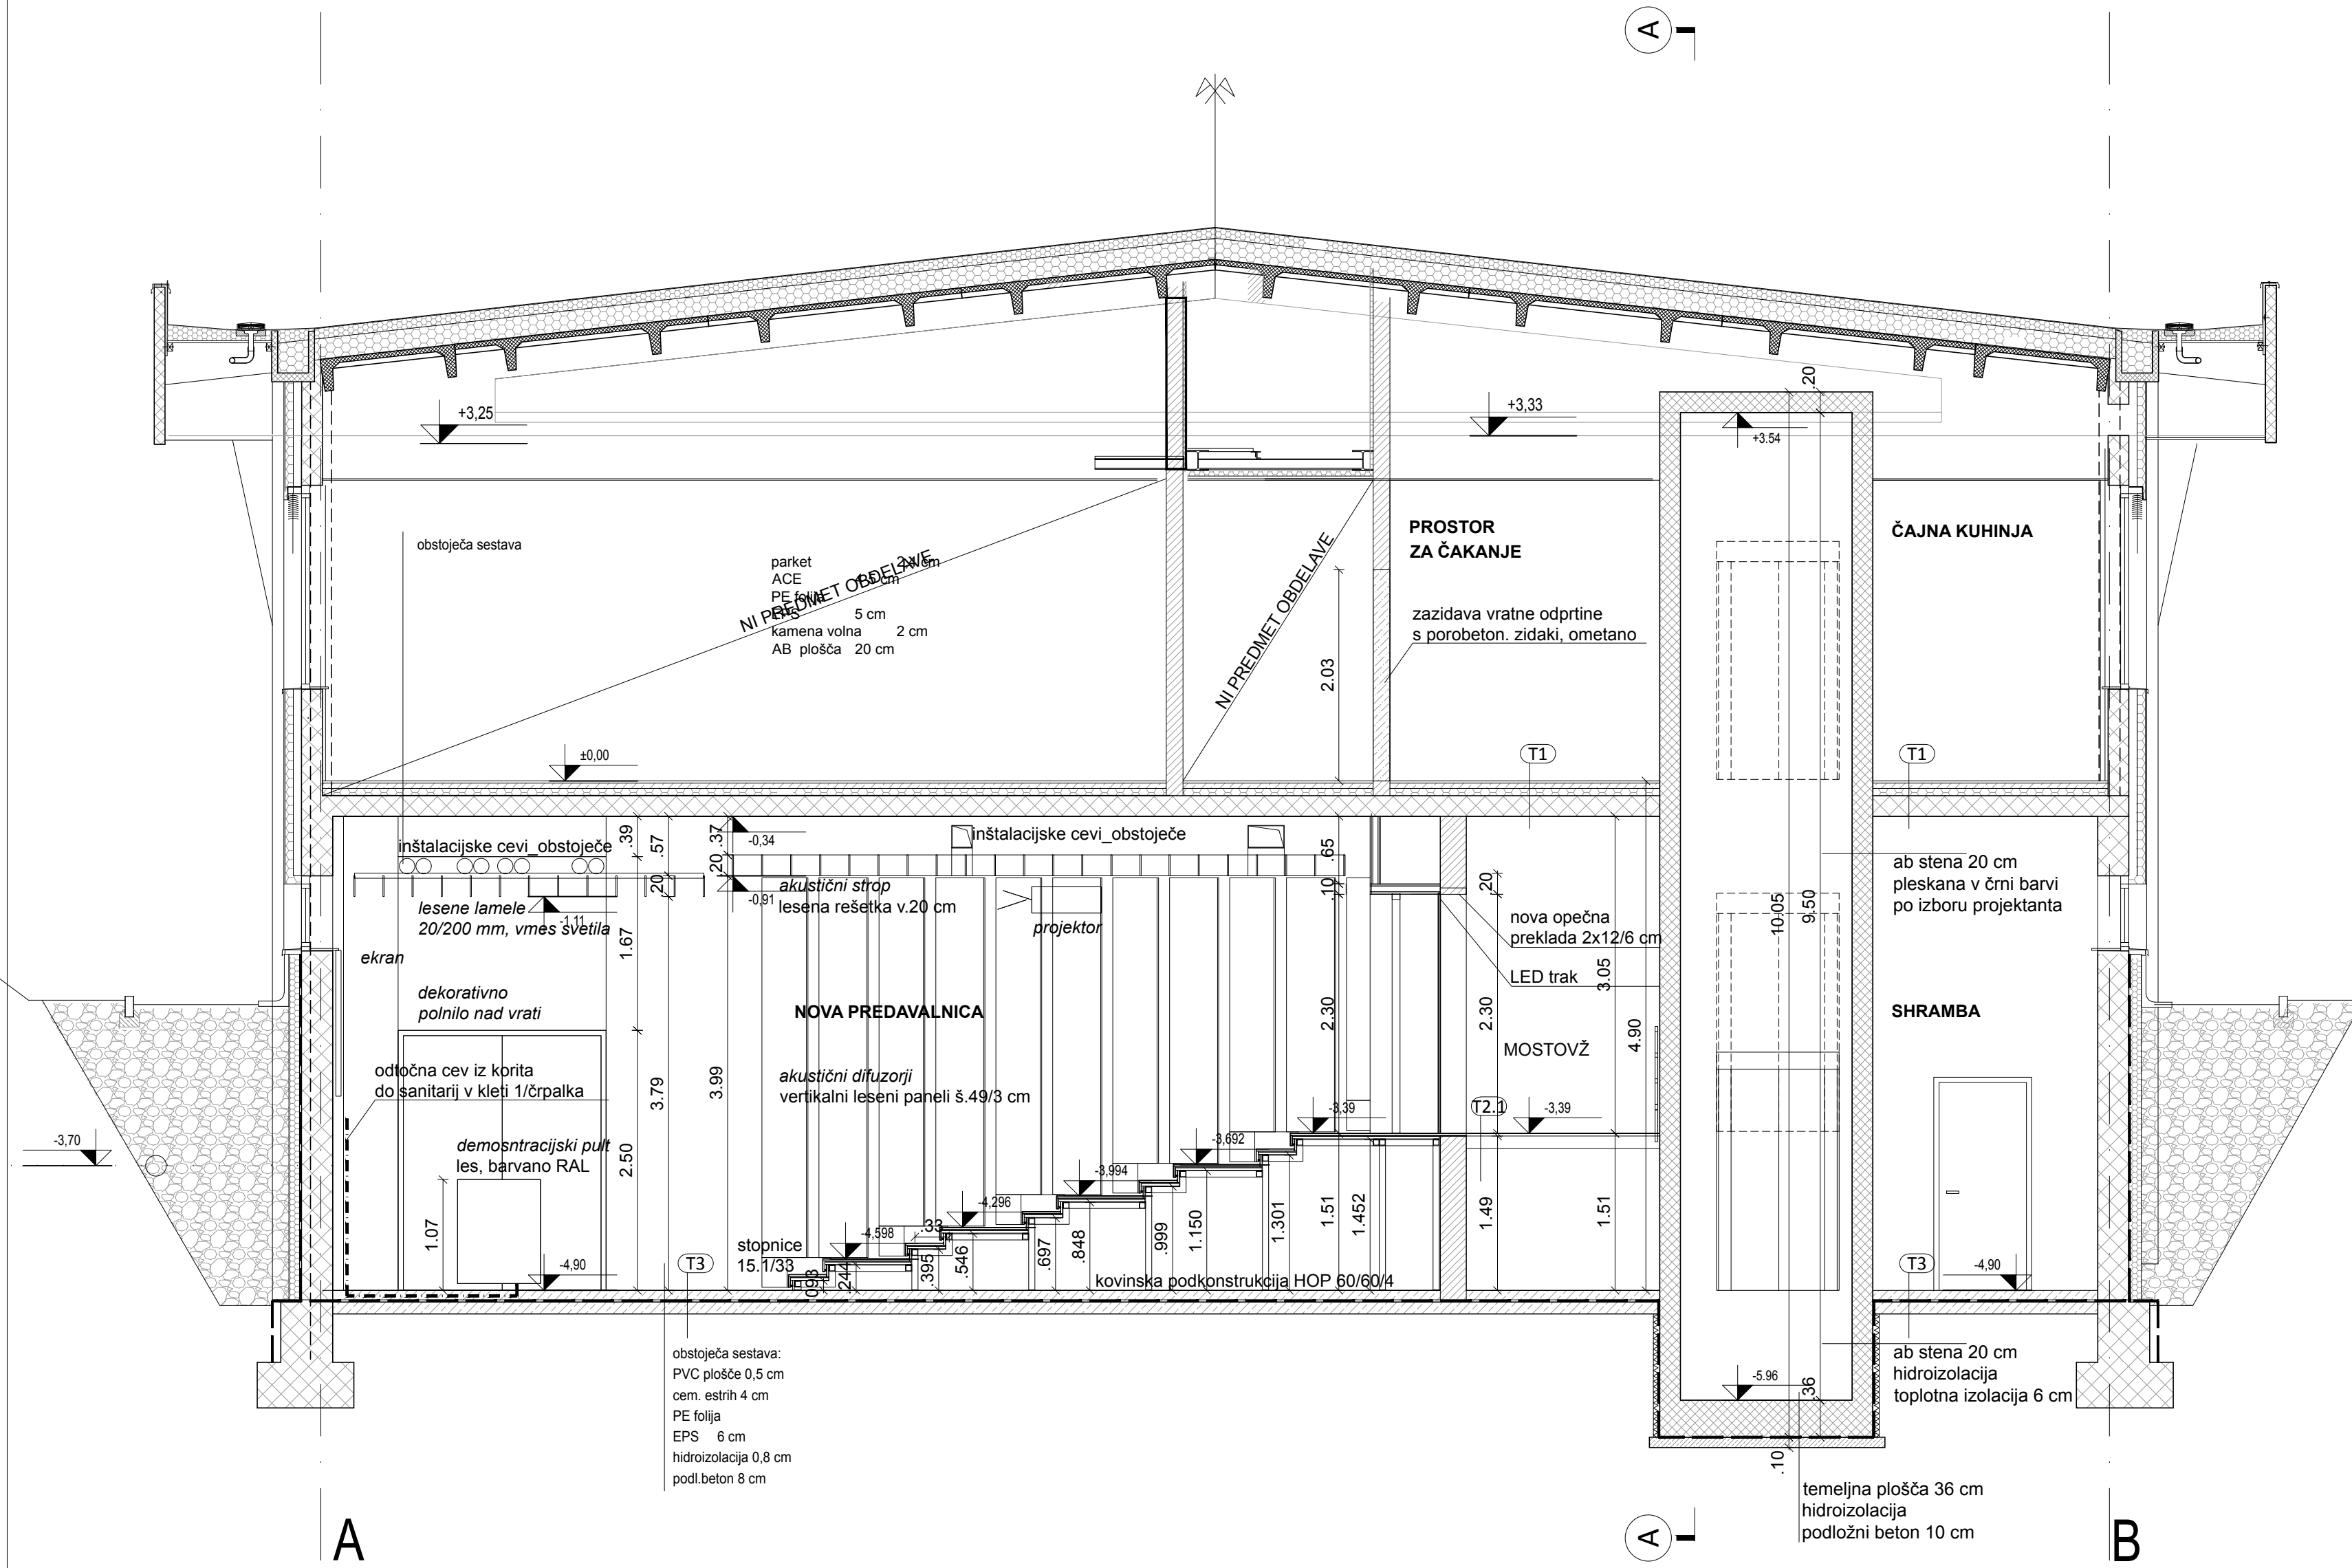 A
+3,25
+3,33
.20
+3.54
obstoječa sestava
parket
ACE 4.5 cm
PE folija
EPS 5 cm
kamena volna 2 cm
AB plošča 20 cm
NI PREDMET OBDELAVE
NI PREDMET OBDELAVE
PROSTOR
ZA ČAKANJE
ČAJNA KUHINJA
zazidava vratne odprtine
s porobeton. zidaki, ometano
2.03
±0,00
T1
T1
inštalacijske cevi_obstoječe
.39
.57
.37
.20
.20
-0,34
-0,91
inštalacijske cevi_obstoječe
.65
.10
.20
akustični strop
lesena rešetka v.20 cm
projektor
lesene lamele
20/200 mm, vmes svetila
-1,11
1.67
ekran
dekorativno
polnilo nad vrati
nova opečna
preklada 2x12/6 cm
LED trak
3.05
10.05
9.50
ab stena 20 cm
pleskana v črni barvi
po izboru projektanta
NOVA PREDAVALNICA
SHRAMBA
2.30
2.30
4.90
MOSTOVŽ
odtočna cev iz korita
do sanitarij v kleti 1/črpalka
akustični difuzorji
vertikalni leseni paneli š.49/3 cm
3.79
3.99
2.50
-3,39
T2.1
-3,39
-3,70
demosntracijski pult
les, barvano RAL
-3,692
-3,994
-4,296
-4,598
.33
1.07
stopnice
15.1/33
.093
.244
.395
.546
.697
.848
.999
1.150
1.301
1.51
1.452
1.49
1.51
-4,90
T3
kovinska podkonstrukcija HOP 60/60/4
T3
-4,90
obstoječa sestava:
PVC plošče 0,5 cm
cem. estrih 4 cm
PE folija
EPS 6 cm
hidroizolacija 0,8 cm
podl.beton 8 cm
ab stena 20 cm
hidroizolacija
toplotna izolacija 6 cm
-5.96
.36
.10
temeljna plošča 36 cm
hidroizolacija
podložni beton 10 cm
A
A
B